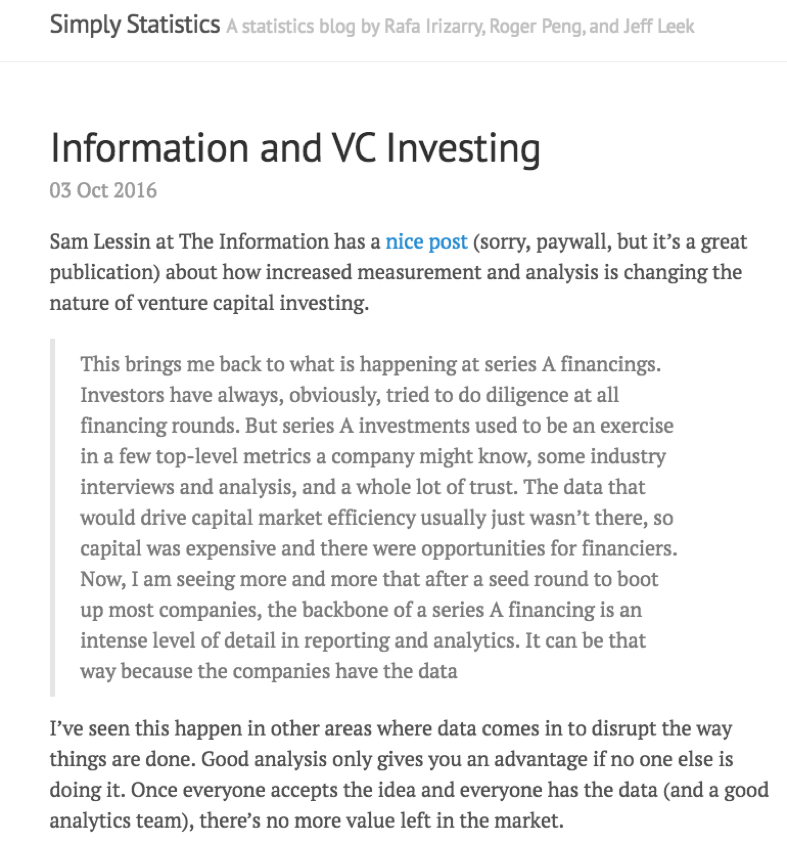 Simply Statistics A statistics blog by Rafa Irizarry, Roger Peng, and Jeff Leek
Information and VC Investing
03 Oct 2016
Sam Lessin at The Information has a nice post (sorry, paywall, but it’s a great
publication) about how increased measurement and analysis is changing the
nature of venture capital investing.
This brings me back to what is happening at series A financings.
Investors have always, obviously, tried to do diligence at all
financing rounds. But series A investments used to be an exercise
in a few top-level metrics a company might know, some industry
interviews and analysis, and a whole lot of trust. The data that
would drive capital market efficiency usually just wasn’t there, so
capital was expensive and there were opportunities for financiers.
Now, I am seeing more and more that after a seed round to boot
up most companies, the backbone of a series A financing is an
intense level of detail in reporting and analytics. It can be that
way because the companies have the data
I’ve seen this happen in other areas where data comes in to disrupt the way
things are done. Good analysis only gives you an advantage if no one else is
doing it. Once everyone accepts the idea and everyone has the data (and a good
analytics team), there’s no more value left in the market.